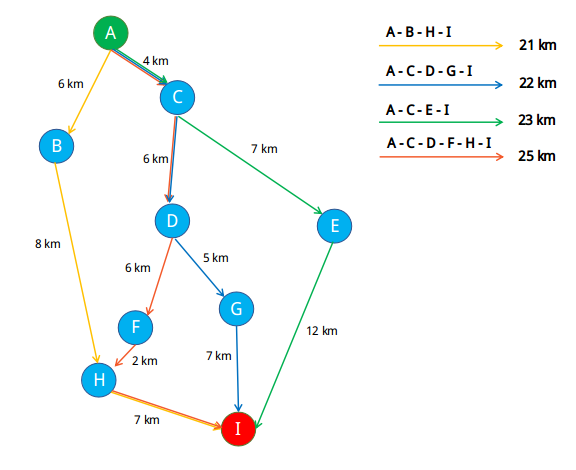 A
A - B - H - I
21 km
4 km
A - C - D - G - I
22 km
6 km
C
A - C - E - I
23 km
B
7 km
A - C - D - F - H - I
25 km
6 km
D
E
8 km
5 km
6 km
G
F
12 km
2 km
7 km
H
7 km
I